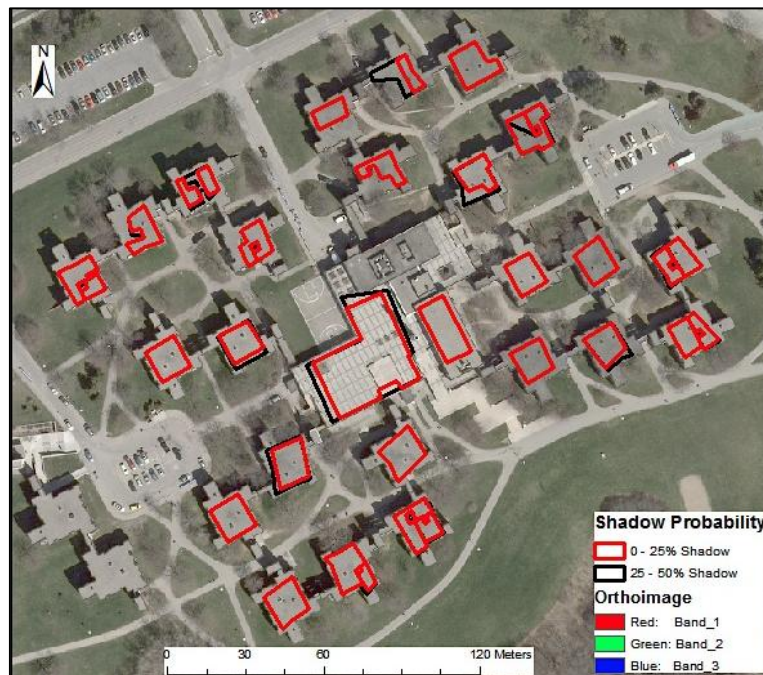 N
Shadow Probability
0 - 25% Shadow
25 - 50% Shadow
Orthoimage
Red: Band_1
Green: Band_2
Blue: Band_3
0 30 60 120 Meters